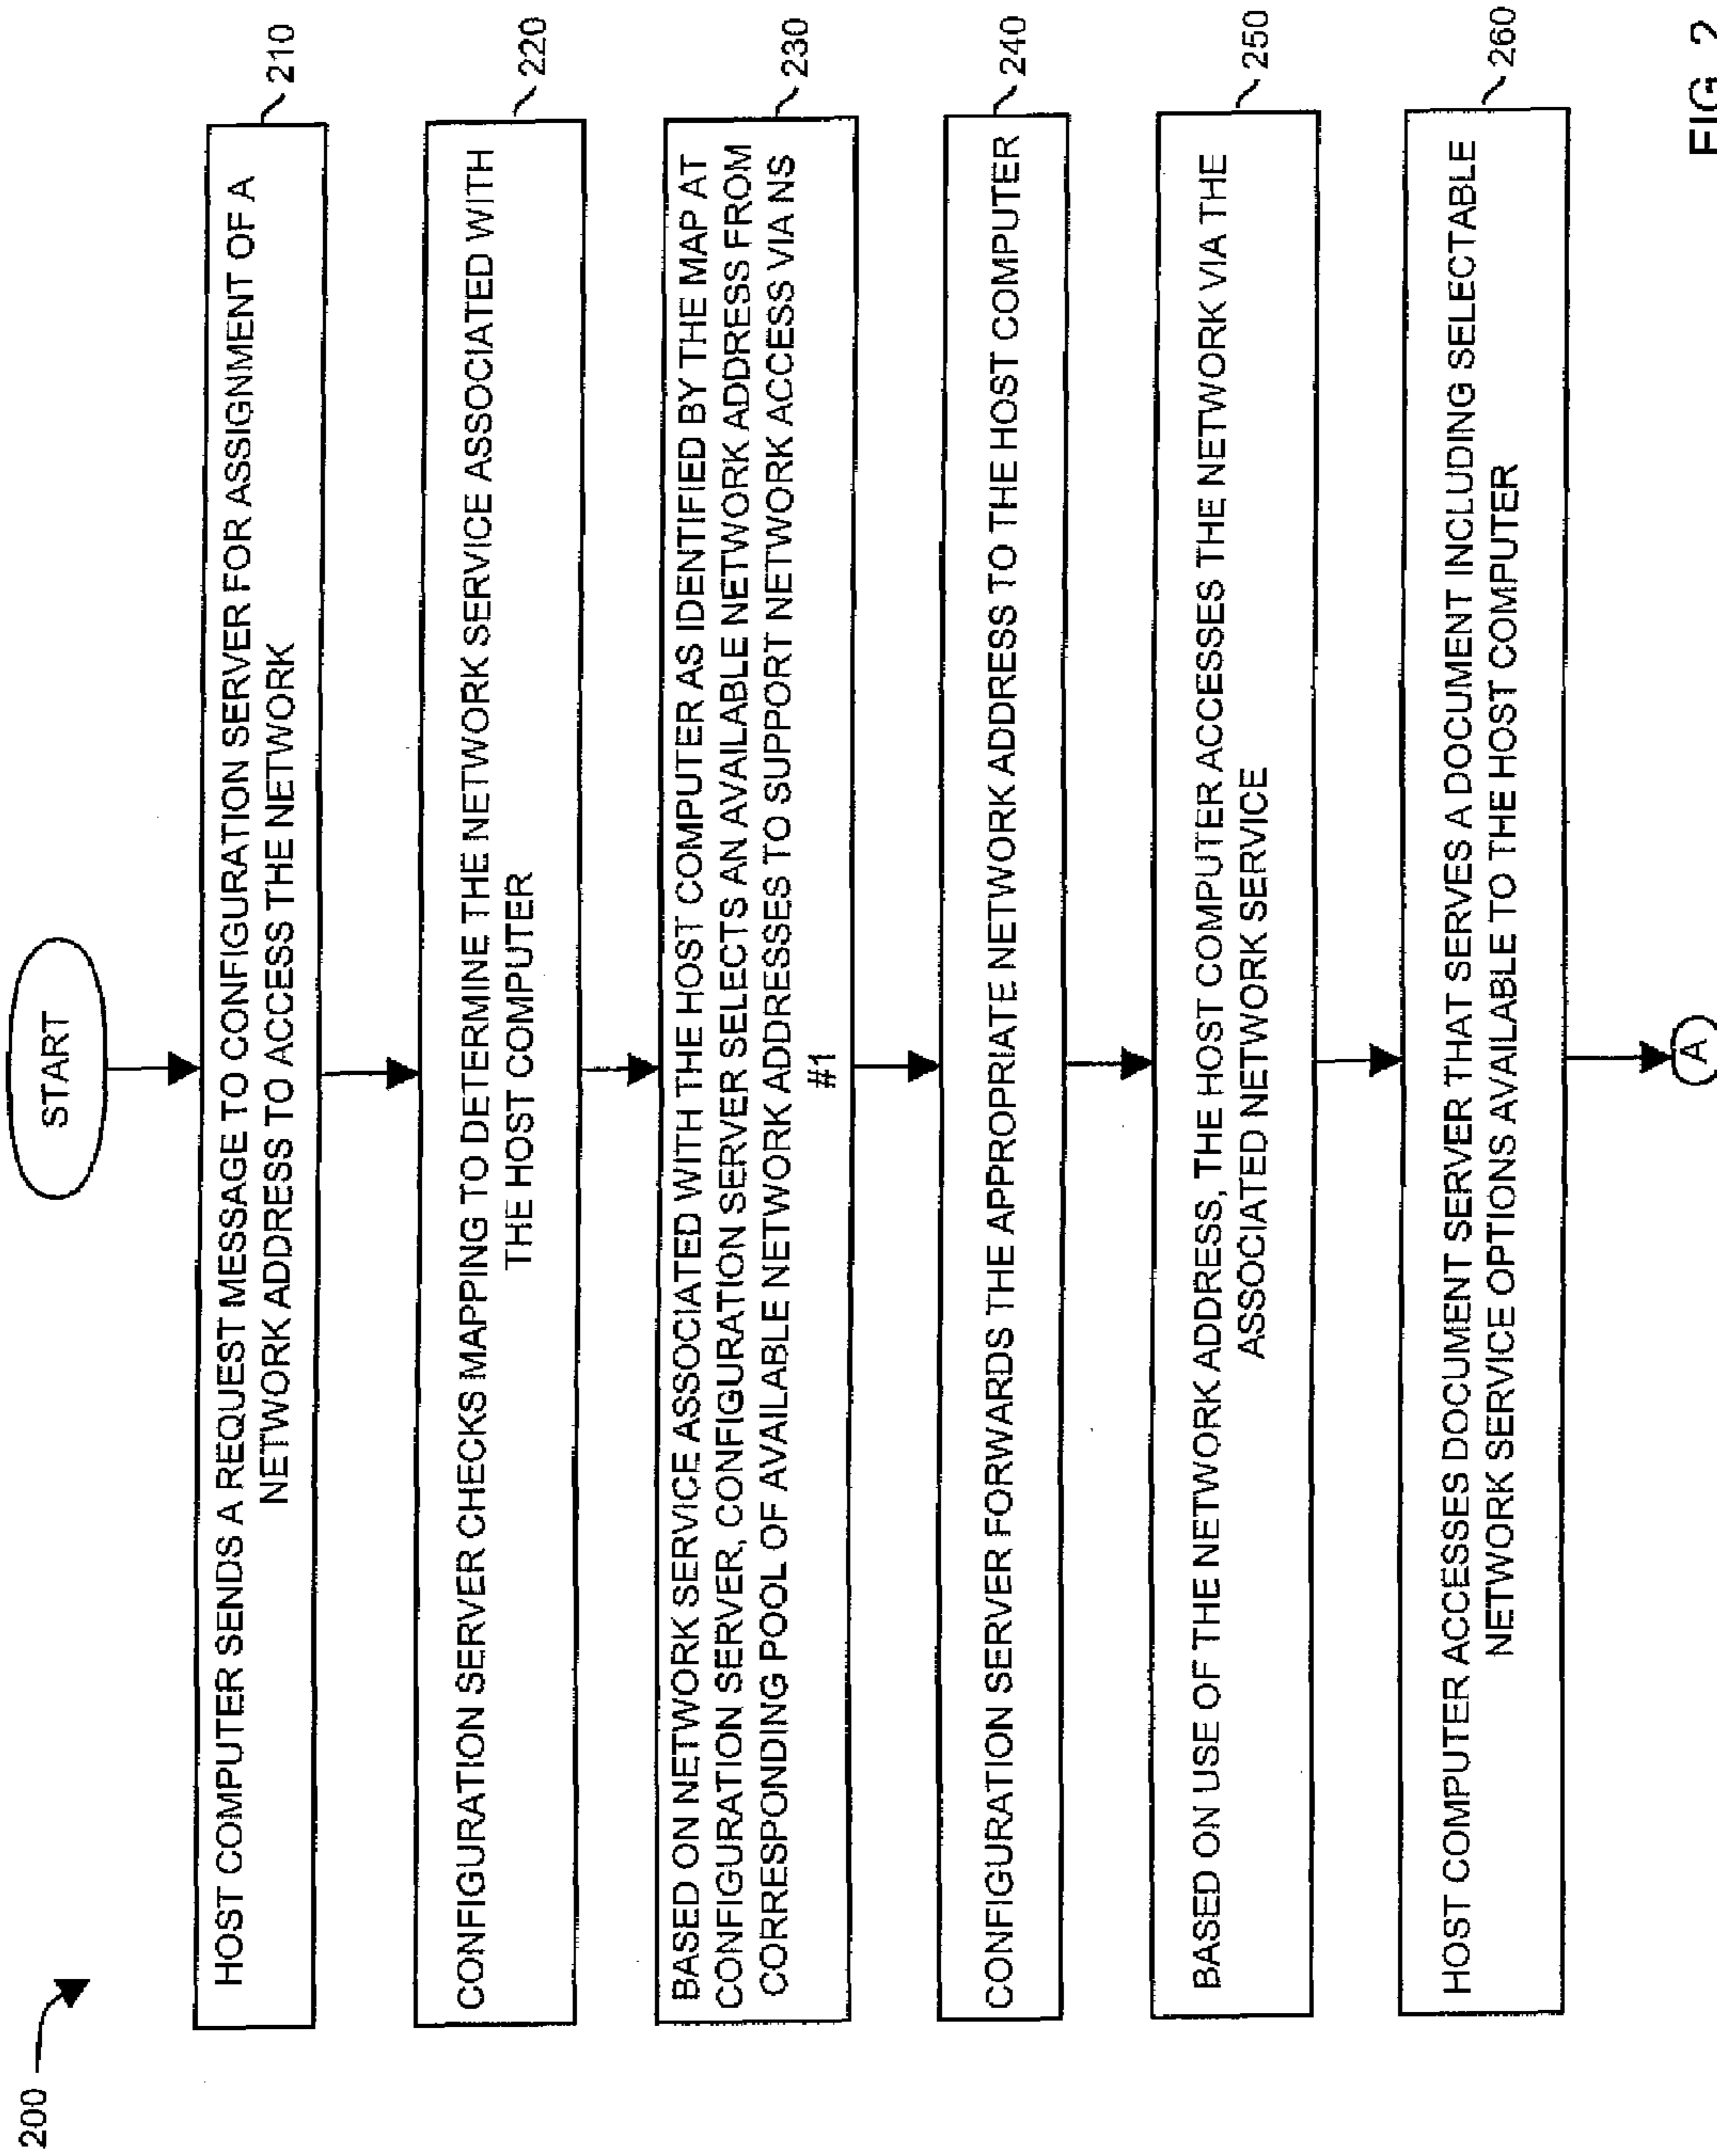 200
START
HOST COMPUTER SENDS A REQUEST MESSAGE TO CONFIGURATION SERVER FOR ASSIGNMENT OF A
NETWORK ADDRESS TO ACCESS THE NETWORK
210
CONFIGURATION SERVER CHECKS MAPPING TO DETERMINE THE NETWORK SERVICE ASSOCIATED WITH
THE HOST COMPUTER
220
BASED ON NETWORK SERVICE ASSOCIATED WITH THE HOST COMPUTER AS IDENTIFIED BY THE MAP AT
CONFIGURATION SERVER, CONFIGURATION SERVER SELECTS AN AVAILABLE NETWORK ADDRESS FROM
CORRESPONDING POOL OF AVAILABLE NETWORK ADDRESSES TO SUPPORT NETWORK ACCESS VIA NS
#1
230
CONFIGURATION SERVER FORWARDS THE APPROPRIATE NETWORK ADDRESS TO THE HOST COMPUTER
240
BASED ON USE OF THE NETWORK ADDRESS, THE HOST COMPUTER ACCESSES THE NETWORK VIA THE
ASSOCIATED NETWORK SERVICE
250
HOST COMPUTER ACCESSES DOCUMENT SERVER THAT SERVES A DOCUMENT INCLUDING SELECTABLE
NETWORK SERVICE OPTIONS AVAILABLE TO THE HOST COMPUTER
260
A
FIG. 2